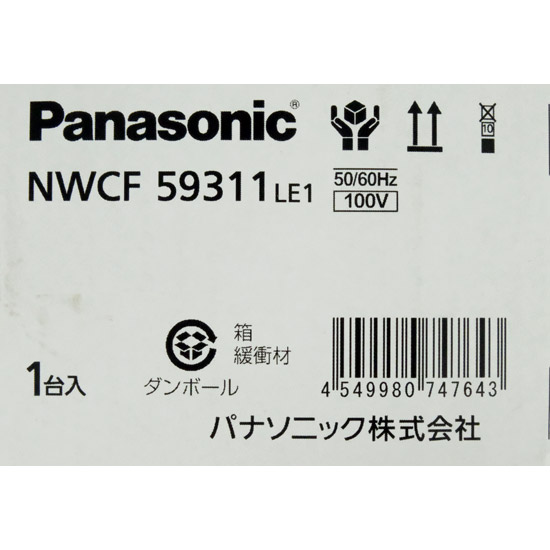 Panasonic®
NWCF 59311 LE1
10
50/60Hz
100V
箱
緩衝材
ダンボール
1台入
4 549980 747643
パナソニック株式会社